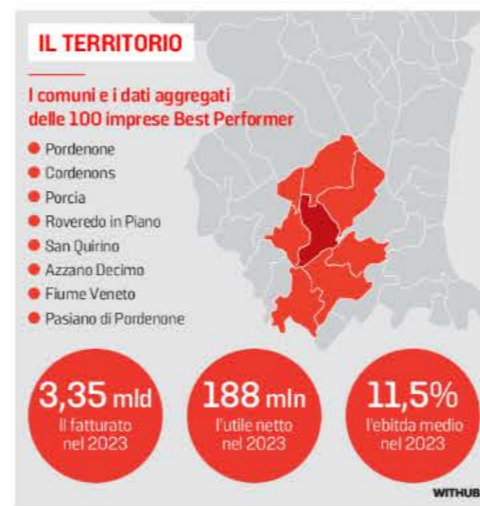 IL TERRITORIO
I comuni e i dati aggregati
delle 100 imprese Best Performer
Pordenone
Cordenons
Porcia
Roveredo in Piano
San Quirino
Azzano Decimo
Fiume Veneto
Pasiano di Pordenone
3,35 mld
il fatturato
nel 2023
188 mln
l'utile netto
nel 2023
11,5%
l'ebitda medio
nel 2023
WITHUB